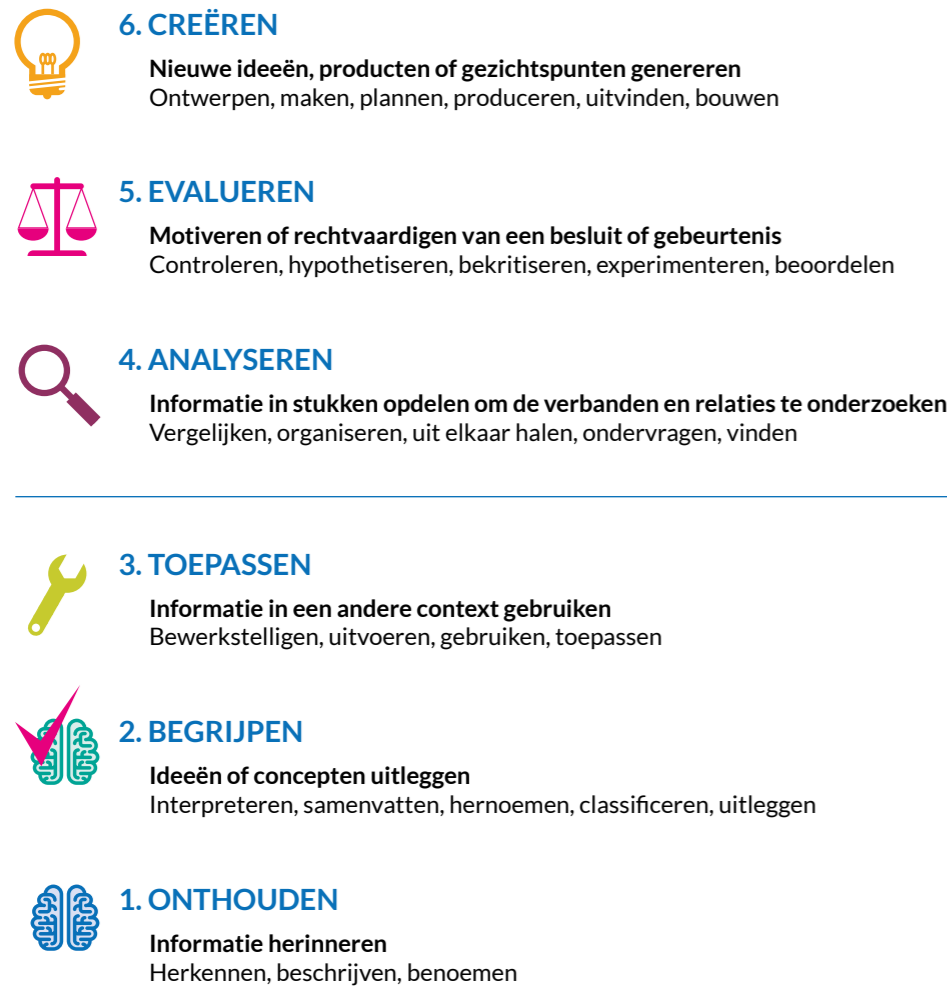 6. CREËREN
Nieuwe ideeën, producten of gezichtspunten genereren
Ontwerpen, maken, plannen, produceren, uitvinden, bouwen
5. EVALUEREN
Motiveren of rechtvaardigen van een besluit of gebeurtenis
Controleren, hypothetiseren, bekritiseren, experimenteren, beoordelen
4. ANALYSEREN
Informatie in stukken opdelen om de verbanden en relaties te onderzoeken
Vergelijken, organiseren, uit elkaar halen, ondervragen, vinden
3. TOEPASSEN
Informatie in een andere context gebruiken
Bewerkstelligen, uitvoeren, gebruiken, toepassen
2. BEGRIJPEN
Ideeën of concepten uitleggen
Interpreteren, samenvatten, hernoemen, classificeren, uitleggen
1. ONTHOUDEN
Informatie herinneren
Herkennen, beschrijven, benoemen